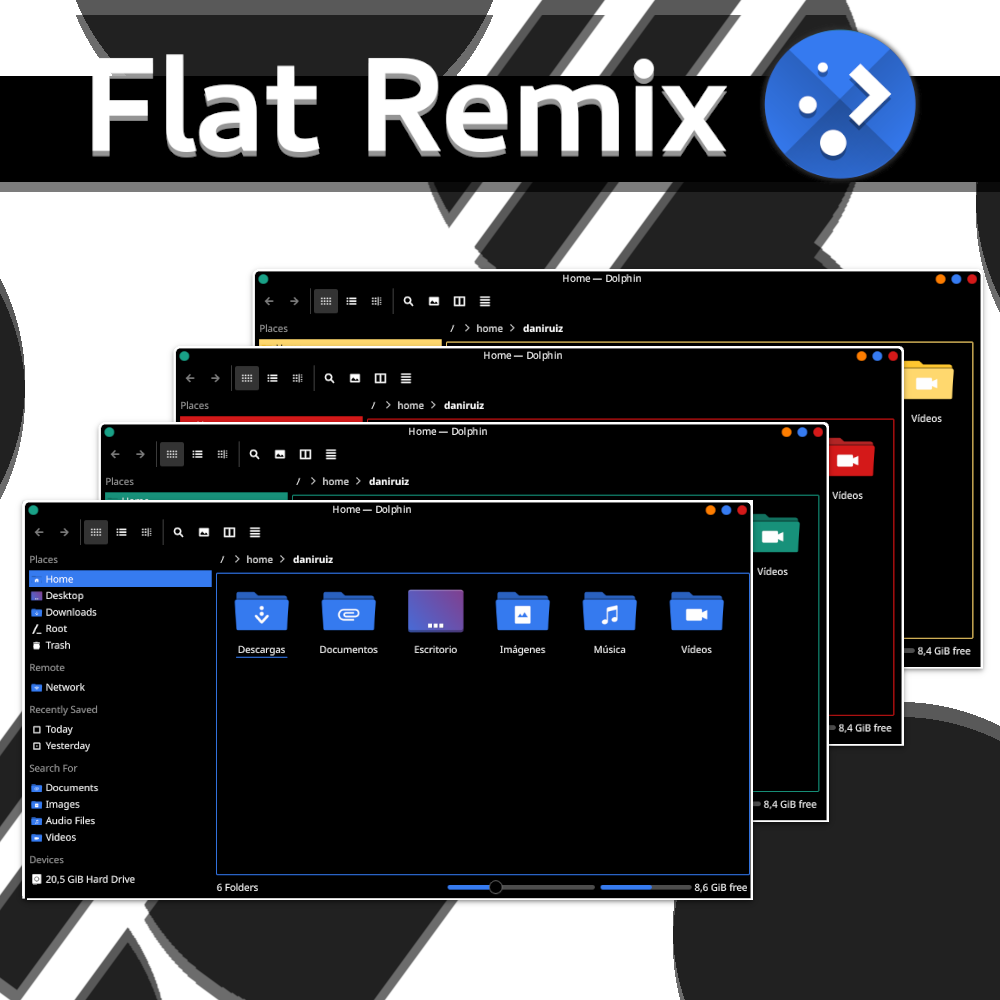 Flat Remix
Home — Dolphin
Places
/ > home > daniruiz
Vídeos
8,4 GiB free
Home — Dolphin
Places
/ > home > daniruiz
Vídeos
8,4 GiB free
Home — Dolphin
Places
/ > home > daniruiz
Vídeos
8,4 GiB free
Home — Dolphin
Places
/ > home > daniruiz
Home
Desktop
Downloads
Root
Trash
Remote
Network
Recently Saved
Today
Yesterday
Search For
Documents
Images
Audio Files
Videos
Devices
20,5 GiB Hard Drive
Descargas Documentos Escritorio Imágenes Música Vídeos
6 Folders 8,6 GiB free